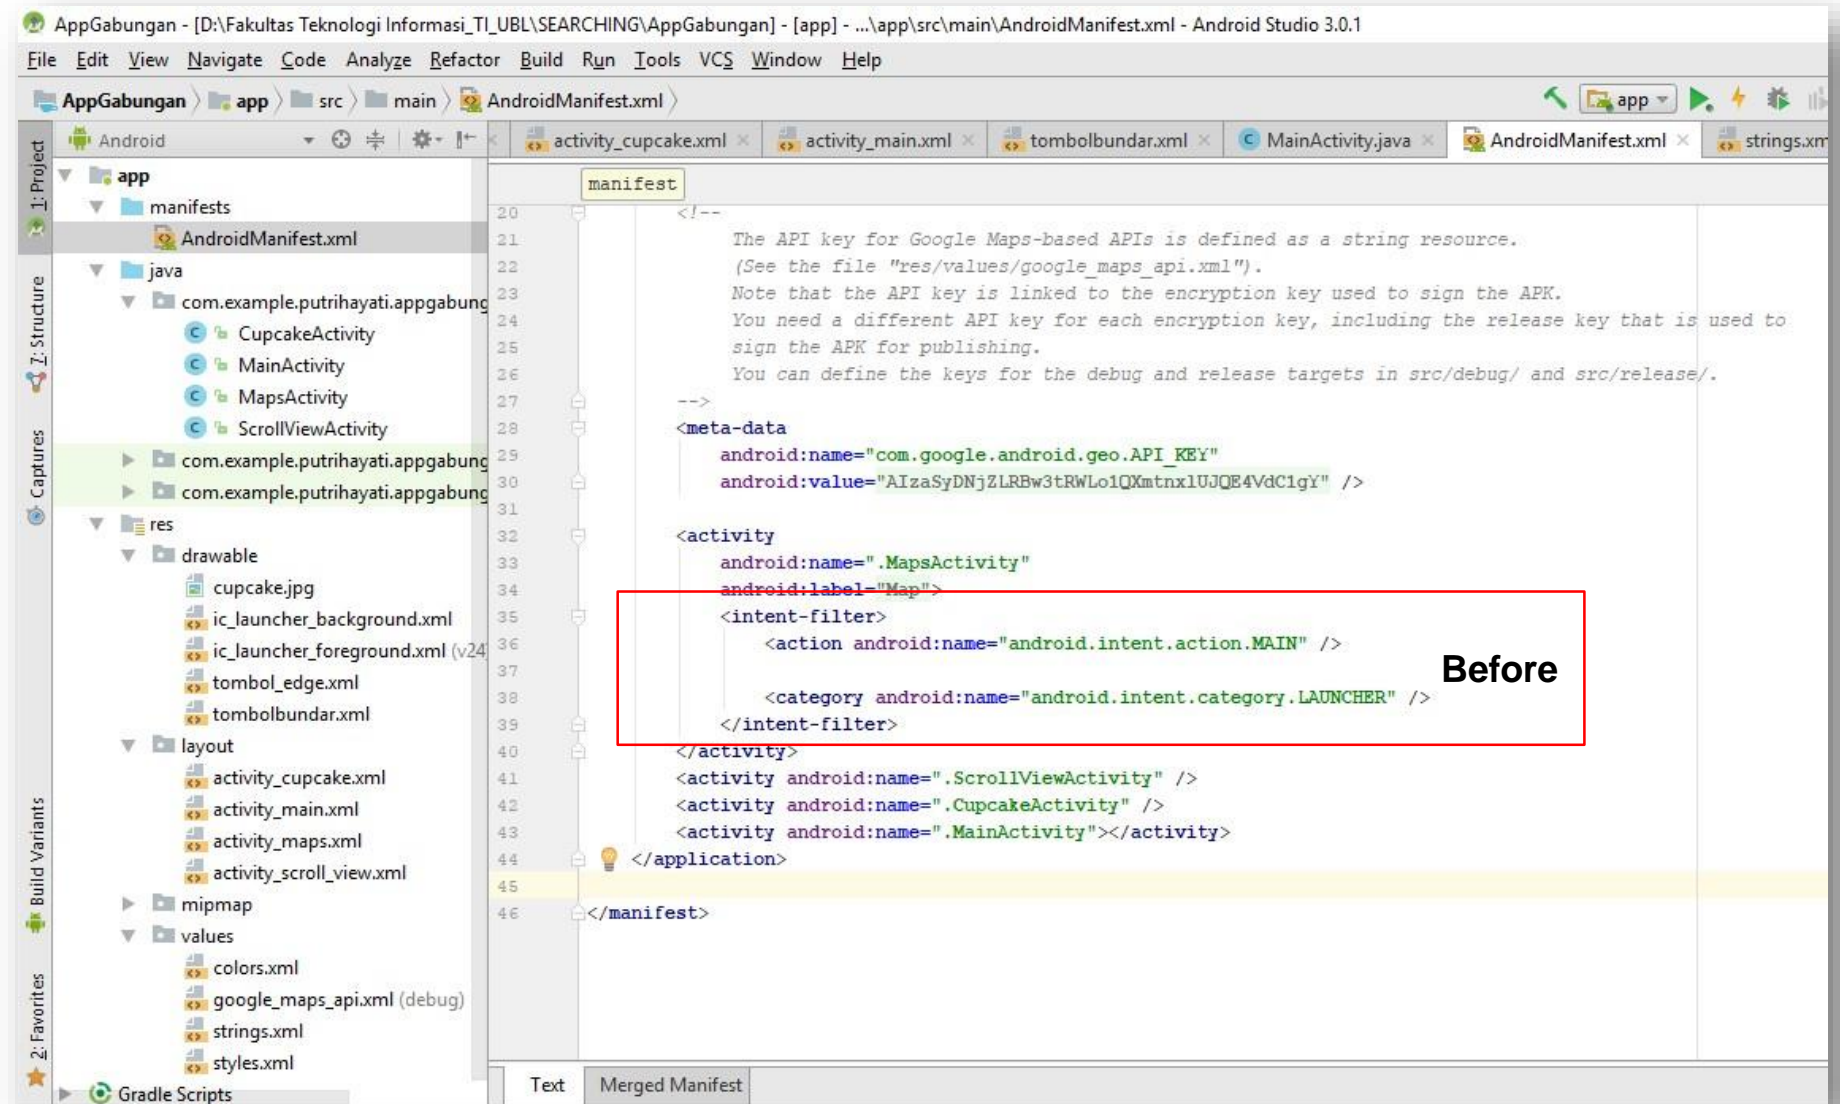 AppGabungan - [D:\Fakultas Teknologi Informasi_TI_UBL\SEARCHING\AppGabungan] - [app] - ...\app\src\main\AndroidManifest.xml - Android Studio 3.0.1
File Edit View Navigate Code Analyze Refactor Build Run Tools VCS Window Help
AppGabungan app src main AndroidManifest.xml app
Android
activity_cupcake.xml activity_main.xml tombolbundar.xml MainActivity.java AndroidManifest.xml strings.xm
1: Project
7: Structure
Captures
Build Variants
2: Favorites
app
manifests
AndroidManifest.xml
java
com.example.putrihayati.appgabung
CupcakeActivity
MainActivity
MapsActivity
ScrollViewActivity
com.example.putrihayati.appgabung
com.example.putrihayati.appgabung
res
drawable
cupcake.jpg
ic_launcher_background.xml
ic_launcher_foreground.xml (v24
tombol_edge.xml
tombolbundar.xml
layout
activity_cupcake.xml
activity_main.xml
activity_maps.xml
activity_scroll_view.xml
mipmap
values
colors.xml
google_maps_api.xml (debug)
strings.xml
styles.xml
Gradle Scripts
manifest
20 <!--
21 The API key for Google Maps-based APIs is defined as a string resource.
22 (See the file "res/values/google_maps_api.xml").
23 Note that the API key is linked to the encryption key used to sign the APK.
24 You need a different API key for each encryption key, including the release key that is used to
25 sign the APK for publishing.
26 You can define the keys for the debug and release targets in src/debug/ and src/release/.
27 -->
28 <meta-data
29 android:name="com.google.android.geo.API_KEY"
30 android:value="AIzaSyDNjZLRBw3tRWLo1QXmtnxlUJQE4VdC1gY" />
31
32 <activity
33 android:name=".MapsActivity"
34 android:label="Map">
35 <intent-filter>
36 <action android:name="android.intent.action.MAIN" />
37
Before
38 <category android:name="android.intent.category.LAUNCHER" />
39 </intent-filter>
40 </activity>
41 <activity android:name=".ScrollViewActivity" />
42 <activity android:name=".CupcakeActivity" />
43 <activity android:name=".MainActivity"></activity>
44 </application>
45
46 </manifest>
Text Merged Manifest